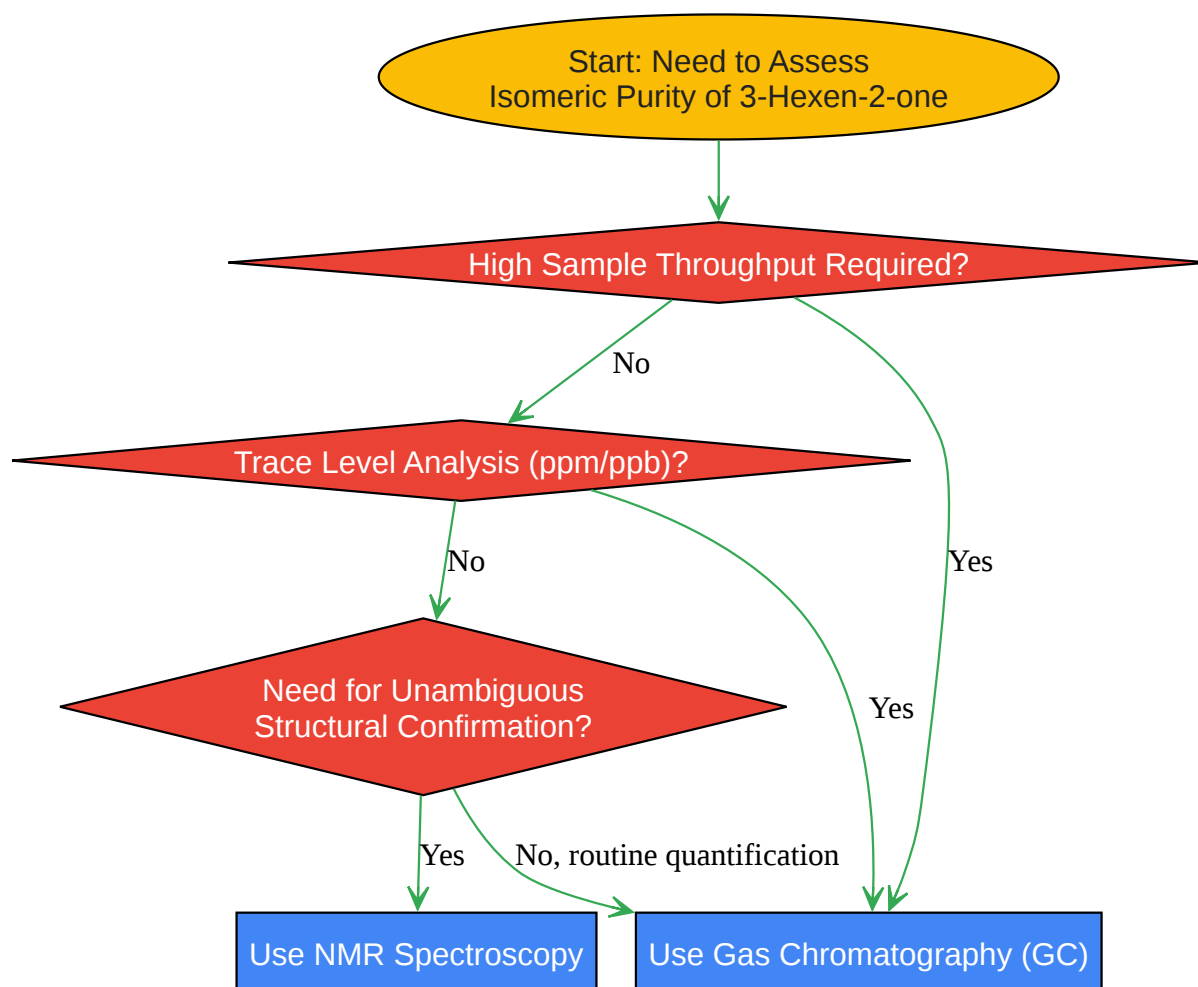 Start: Need to Assess
Isomeric Purity of 3-Hexen-2-one
High Sample Throughput Required?
No
Trace Level Analysis (ppm/ppb)?
No
Yes
Need for Unambiguous
Structural Confirmation?
Yes
Yes
No, routine quantification
Use NMR Spectroscopy
Use Gas Chromatography (GC)